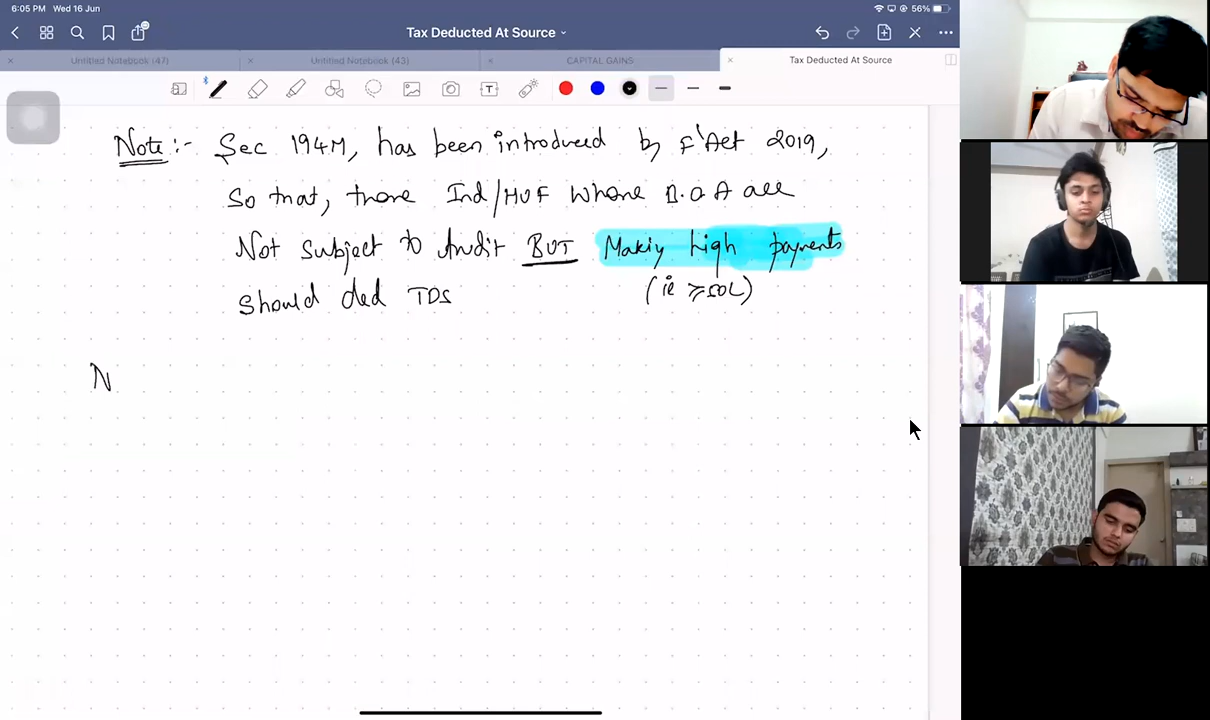 6:05 PM Wed 16 Jun
56%
Tax Deducted At Source
Untitled Notebook (47)
Untitled Notebook (43)
CAPITAL GAINS
Tax Deducted At Source
Note :- Sec 194M, has been introduced by F'Act 2019,
So that, those Ind/HUF whose B.O.A are
Not subject to Audit BUT Making high payments
(ie ≥50L)
should ded TDS
N